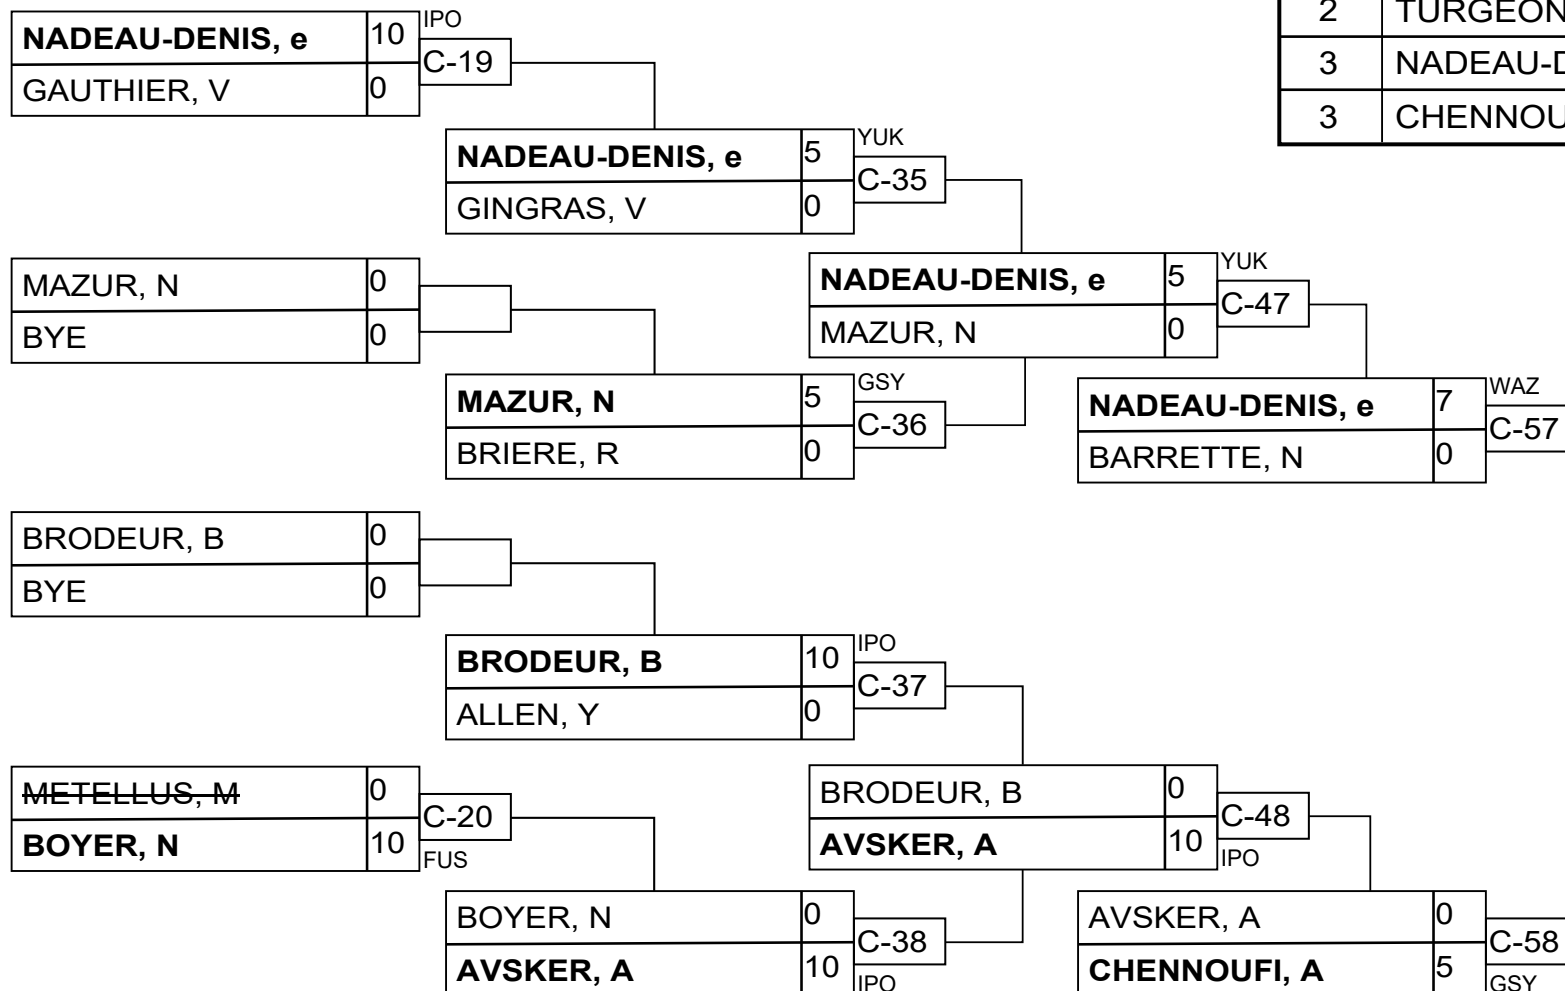 2 TURGEON
3 NADEAU-D
3 CHENNOU
NADEAU-DENIS, e 10 IPO
C-19
GAUTHIER, V 0
NADEAU-DENIS, e 5 YUK
C-35
GINGRAS, V 0
MAZUR, N 0
BYE 0
NADEAU-DENIS, e 5 YUK
C-47
MAZUR, N 0
MAZUR, N 5 GSY
C-36
BRIERE, R 0
NADEAU-DENIS, e 7 WAZ
C-57
BARRETTE, N 0
BRODEUR, B 0
BYE 0
BRODEUR, B 10 IPO
C-37
ALLEN, Y 0
METELLUS, M 0
C-20
BOYER, N 10 FUS
BRODEUR, B 0
C-48
AVSKER, A 10 IPO
BOYER, N 0
C-38
AVSKER, A 10 IPO
AVSKER, A 0
C-58
CHENNOUFI, A 5 GSY